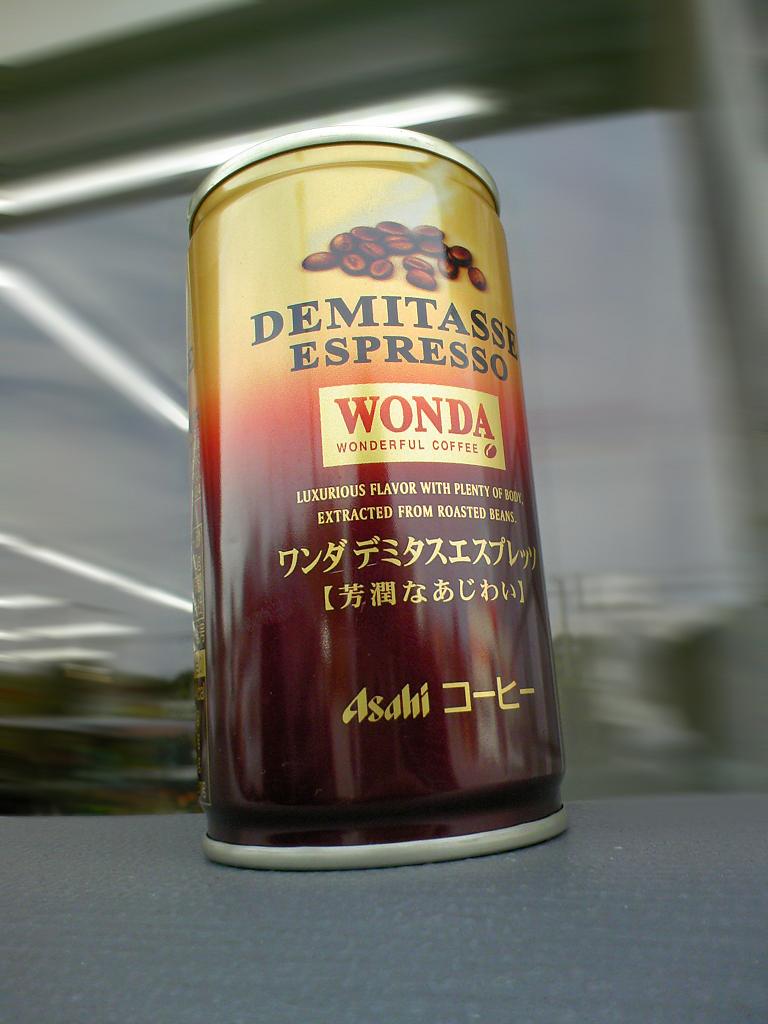 DEMITASSE
ESPRESSO
WONDA
WONDERFUL COFFEE
LUXURIOUS FLAVOR WITH PLENTY OF BODY,
EXTRACTED FROM ROASTED BEANS.
ワンダ デミタスエスプレッソ
【芳潤なあじわい】
Asahi コーヒー